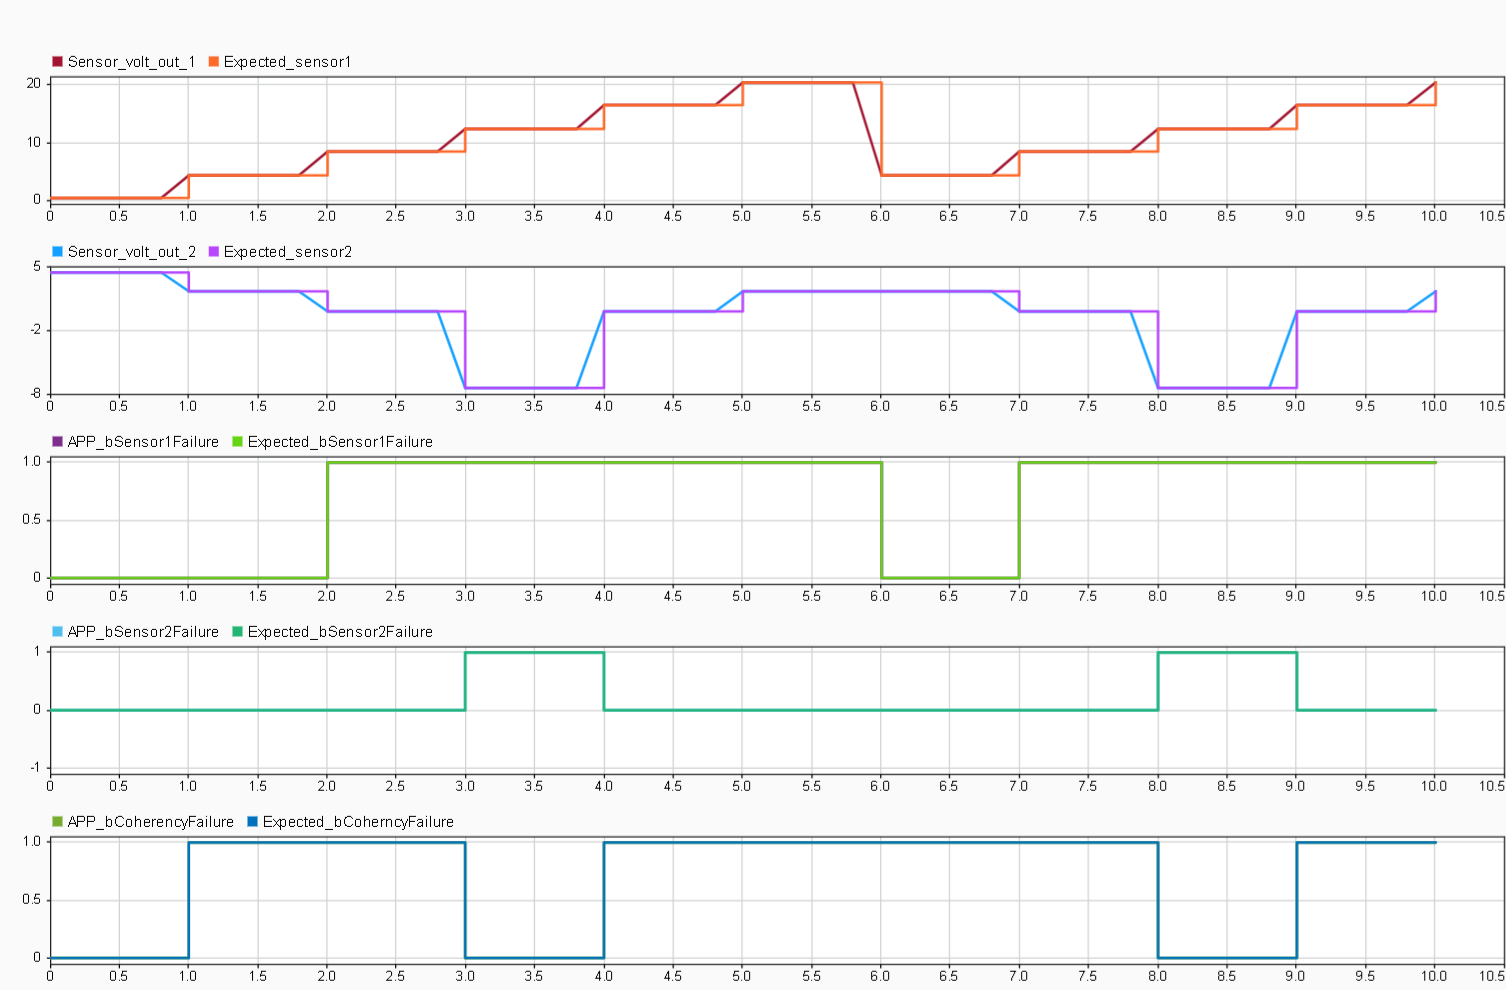 Sensor_volt_out_1 Expected_sensor1
20
10
0
0 0.5 1.0 1.5 2.0 2.5 3.0 3.5 4.0 4.5 5.0 5.5 6.0 6.5 7.0 7.5 8.0 8.5 9.0 9.5 10.0 10.5
Sensor_volt_out_2 Expected_sensor2
5
-2
-8
0 0.5 1.0 1.5 2.0 2.5 3.0 3.5 4.0 4.5 5.0 5.5 6.0 6.5 7.0 7.5 8.0 8.5 9.0 9.5 10.0 10.5
APP_bSensor1Failure Expected_bSensor1Failure
1.0
0.5
0
0 0.5 1.0 1.5 2.0 2.5 3.0 3.5 4.0 4.5 5.0 5.5 6.0 6.5 7.0 7.5 8.0 8.5 9.0 9.5 10.0 10.5
APP_bSensor2Failure Expected_bSensor2Failure
1
0
-1
0 0.5 1.0 1.5 2.0 2.5 3.0 3.5 4.0 4.5 5.0 5.5 6.0 6.5 7.0 7.5 8.0 8.5 9.0 9.5 10.0 10.5
APP_bCoherencyFailure Expected_bCoherncyFailure
1.0
0.5
0
0 0.5 1.0 1.5 2.0 2.5 3.0 3.5 4.0 4.5 5.0 5.5 6.0 6.5 7.0 7.5 8.0 8.5 9.0 9.5 10.0 10.5